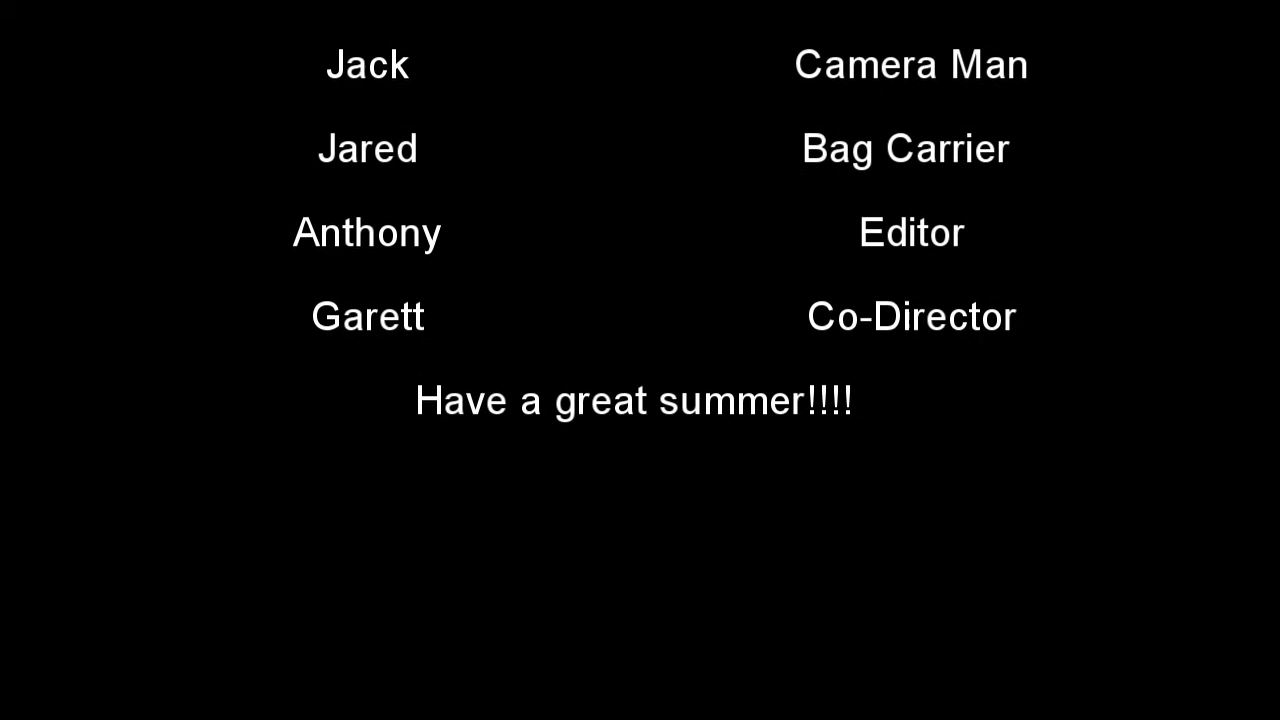 Jack Camera Man
Jared Bag Carrier
Anthony Editor
Garett Co-Director
Have a great summer!!!!